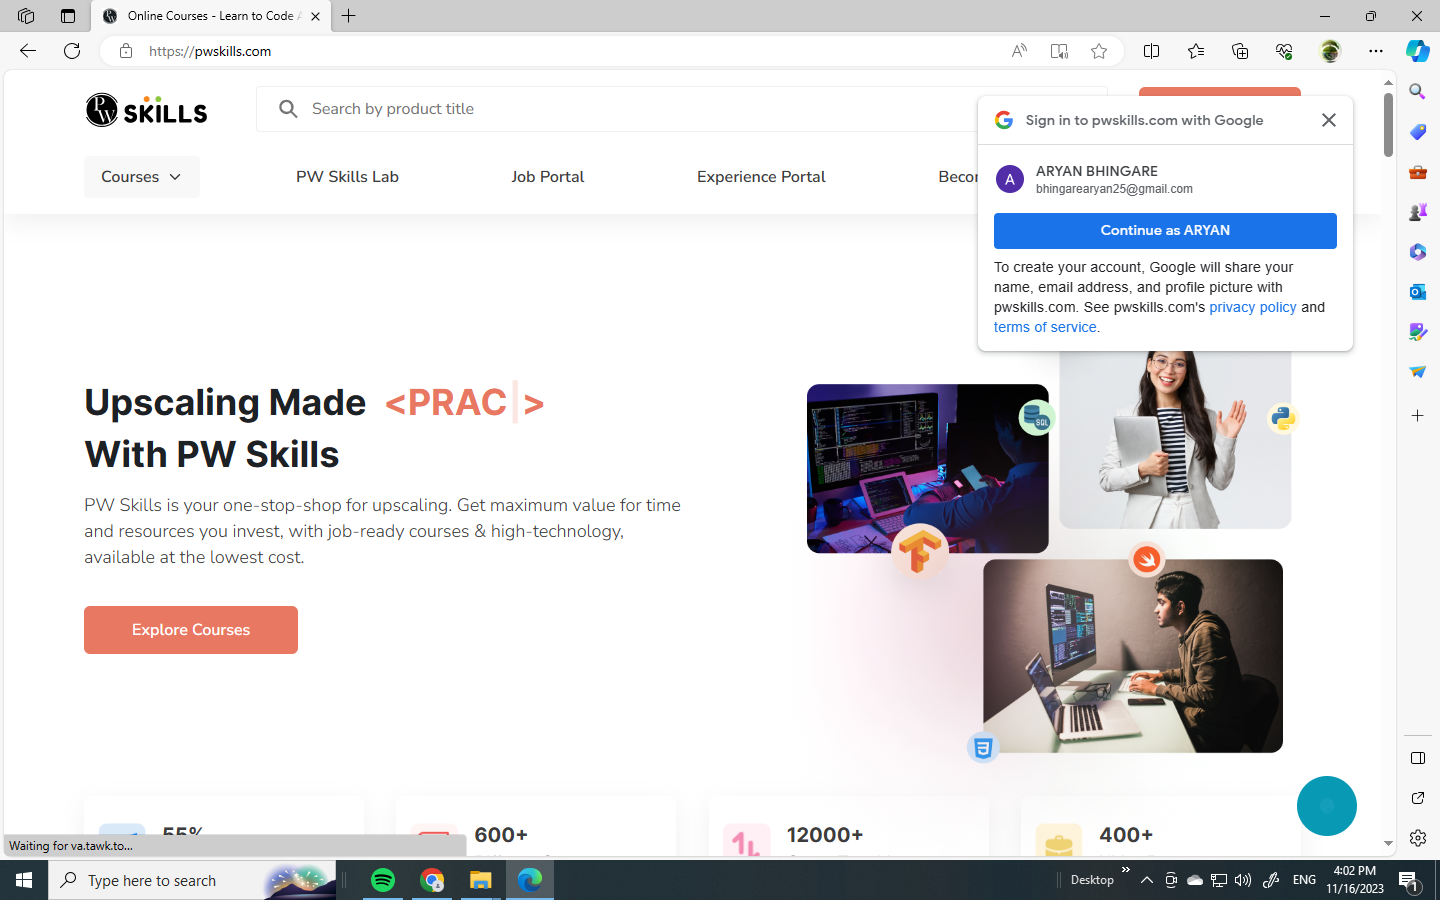 Online Courses - Learn to Code
https://pwskills.com
PW SKILLS
Search by product title
Courses
PW Skills Lab
Job Portal
Experience Portal
Sign in to pwskills.com with Google
A
ARYAN BHINGARE
bhingarearyan25@gmail.com
Continue as ARYAN
To create your account, Google will share your
name, email address, and profile picture with
pwskills.com. See pwskills.com's privacy policy and
terms of service.
Upscaling Made <PRAC|>
With PW Skills
PW Skills is your one-stop-shop for upscaling. Get maximum value for time
and resources you invest, with job-ready courses & high-technology,
available at the lowest cost.
Explore Courses
SQL
55%
600+
12000+
400+
Waiting for va.tawk.to...
Type here to search
Desktop
ENG
4:02 PM
11/16/2023
1